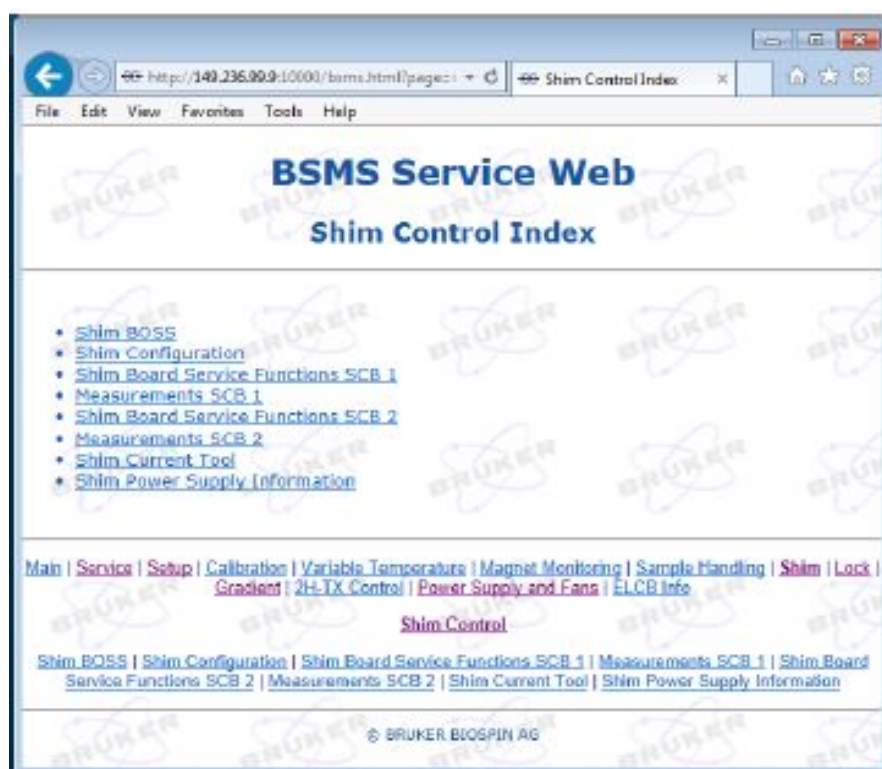 http://149.236.99.9:10000/bsms.html?page=
Shim Control Index
File Edit View Favorites Tools Help
BSMS Service Web
Shim Control Index
Shim BOSS
Shim Configuration
Shim Board Service Functions SCB 1
Measurements SCB 1
Shim Board Service Functions SCB 2
Measurements SCB 2
Shim Current Tool
Shim Power Supply Information
Main | Service | Setup | Calibration | Variable Temperature | Magnet Monitoring | Sample Handling | Shim | Lock |
Gradient | 2H-TX Control | Power Supply and Fans | ELCB Info
Shim Control
Shim BOSS | Shim Configuration | Shim Board Service Functions SCB 1 | Measurements SCB 1 | Shim Board
Service Functions SCB 2 | Measurements SCB 2 | Shim Current Tool | Shim Power Supply Information
© BRUKER BIOSPIN AG
BRUKER